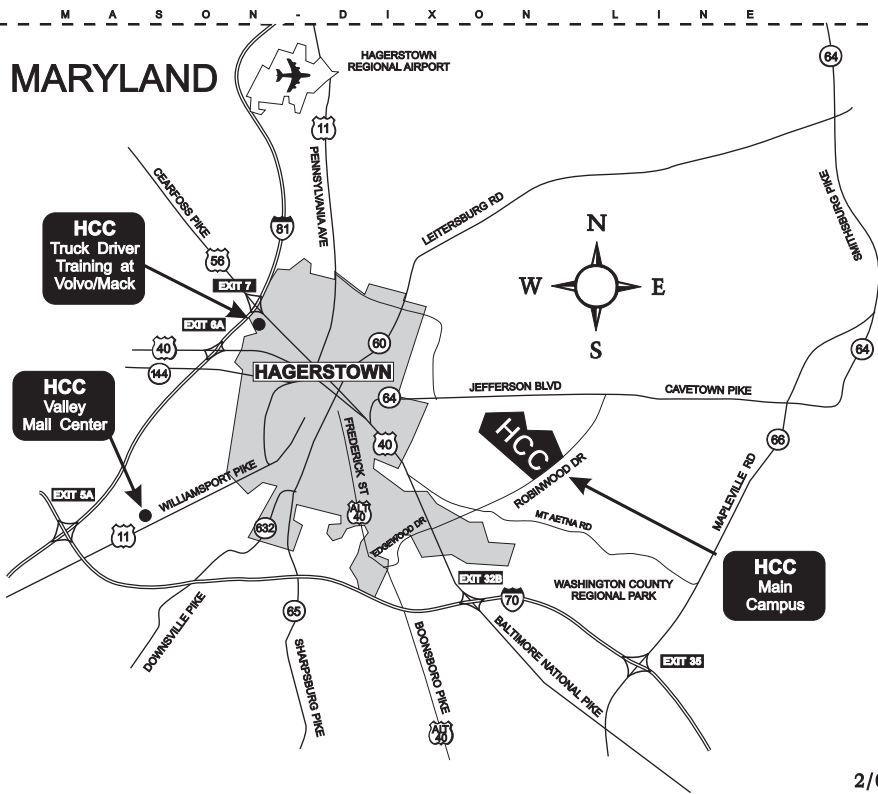 M A S O N - D I X O N L I N E
MARYLAND
HAGERSTOWN
REGIONAL AIRPORT
64
11
PENNSYLVANIA AVE
CEARFOSS PIKE
LEITERSBURG RD
SMITHSBURG PIKE
81
HCC
Truck Driver
Training at
Volvo/Mack
56
EXIT 7
N
W E
S
EXIT 6A
40
144
60
64
HAGERSTOWN
HCC
Valley
Mall Center
64
JEFFERSON BLVD
CAVETOWN PIKE
40
66
FREDERICK ST
HCC
ROBINWOOD DR
MAPLEVILLE RD
WILLIAMSPORT PIKE
EXIT 5A
11
632
ALT
40
EDGEWOOD DR
MT AETNA RD
HCC
Main
Campus
EXIT 32B
70
WASHINGTON COUNTY
REGIONAL PARK
65
DOWNSVILLE PIKE
SHARPSBURG PIKE
BOONSBORO PIKE
BALTIMORE NATIONAL PIKE
EXIT 35
ALT
40